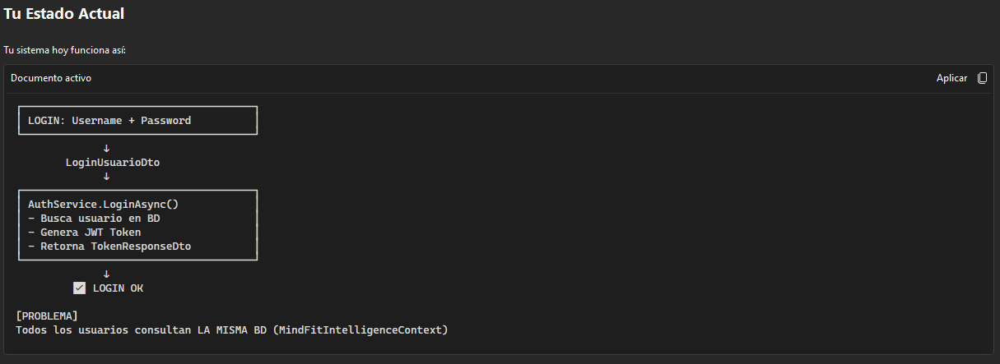 Tu Estado Actual
Tu sistema hoy funciona así:
Documento activo
Aplicar
LOGIN: Username + Password
↓
LoginUsuarioDto
↓
AuthService.LoginAsync()
- Busca usuario en BD
- Genera JWT Token
- Retorna TokenResponseDto
↓
✅ LOGIN OK
[PROBLEMA]
Todos los usuarios consultan LA MISMA BD (MindFitIntelligenceContext)